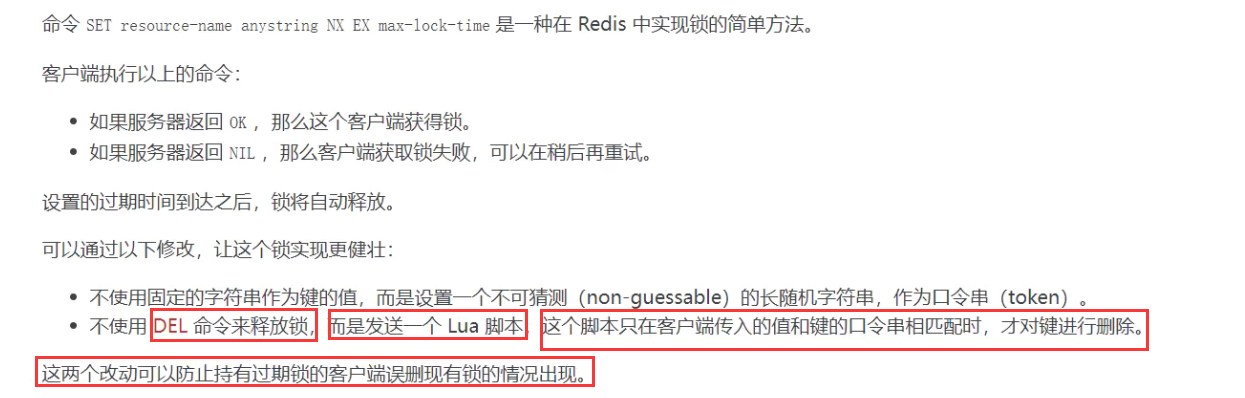 命令 SET resource-name anystring NX EX max-lock-time 是一种在 Redis 中实现锁的简单方法。
客户端执行以上的命令：
• 如果服务器返回 OK ，那么这个客户端获得锁。
• 如果服务器返回 NIL ，那么客户端获取锁失败，可以在稍后再重试。
设置的过期时间到达之后，锁将自动释放。
可以通过以下修改，让这个锁实现更健壮：
• 不使用固定的字符串作为键的值，而是设置一个不可猜测（non-guessable）的长随机字符串，作为口令串（token）。
• 不使用 DEL 命令来释放锁，而是发送一个 Lua 脚本，这个脚本只在客户端传入的值和键的口令串相匹配时，才对键进行删除。
这两个改动可以防止持有过期锁的客户端误删现有锁的情况出现。